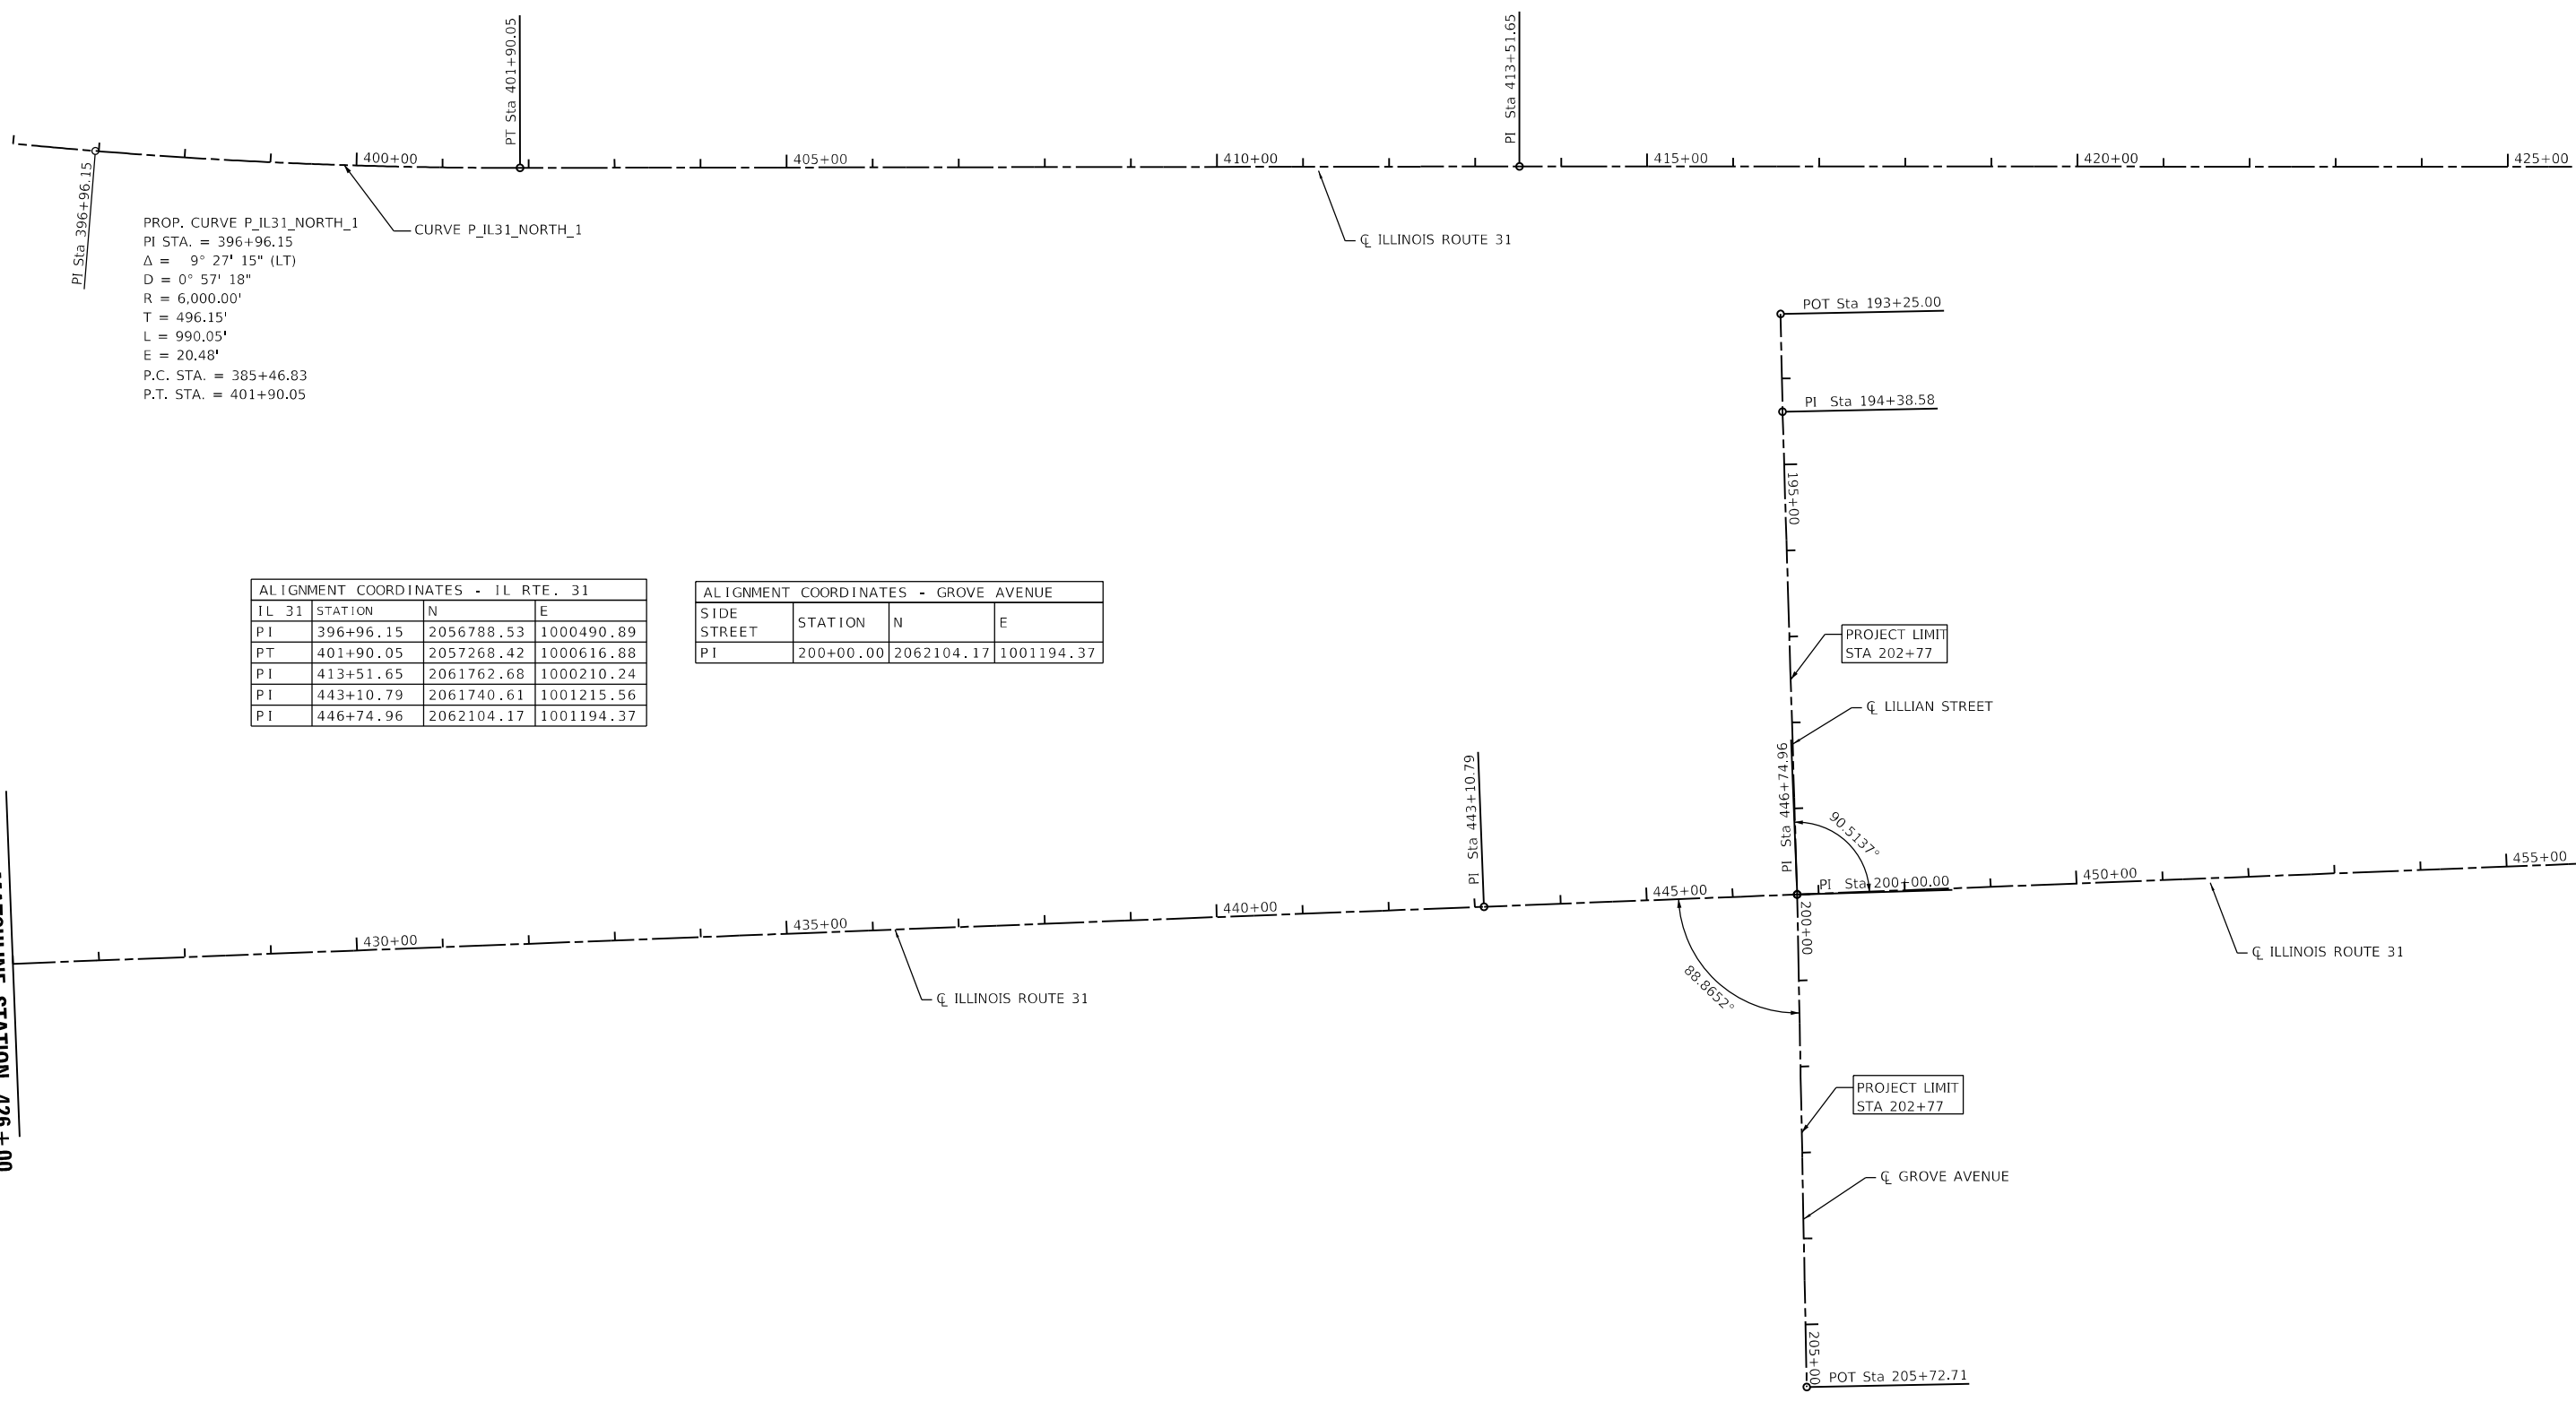 PT Sta 401+90.05
PI Sta 413+51.65
400+00
405+00
410+00
415+00
420+00
425+00
PI Sta 396+96.15
CURVE P_IL31_NORTH_1
℄ ILLINOIS ROUTE 31
PROP. CURVE P_IL31_NORTH_1
PI STA. = 396+96.15
Δ = 9° 27' 15" (LT)
D = 0° 57' 18"
R = 6,000.00'
T = 496.15'
L = 990.05'
E = 20.48'
P.C. STA. = 385+46.83
P.T. STA. = 401+90.05
POT Sta 193+25.00
PI Sta 194+38.58
195+00
ALIGNMENT COORDINATES - IL RTE. 31
IL 31 STATION N E
PI 396+96.15 2056788.53 1000490.89
PT 401+90.05 2057268.42 1000616.88
PI 413+51.65 2061762.68 1000210.24
PI 443+10.79 2061740.61 1001215.56
PI 446+74.96 2062104.17 1001194.37
ALIGNMENT COORDINATES - GROVE AVENUE
SIDE STREET STATION N E
PI 200+00.00 2062104.17 1001194.37
PROJECT LIMIT
STA 202+77
℄ LILLIAN STREET
PI Sta 443+10.79
PI Sta 446+74.96
90.5137°
PI Sta 200+00.00
430+00
435+00
440+00
445+00
450+00
455+00
200+00
℄ ILLINOIS ROUTE 31
℄ ILLINOIS ROUTE 31
88.8652°
STATION 426+00
PROJECT LIMIT
STA 202+77
℄ GROVE AVENUE
205+00
POT Sta 205+72.71